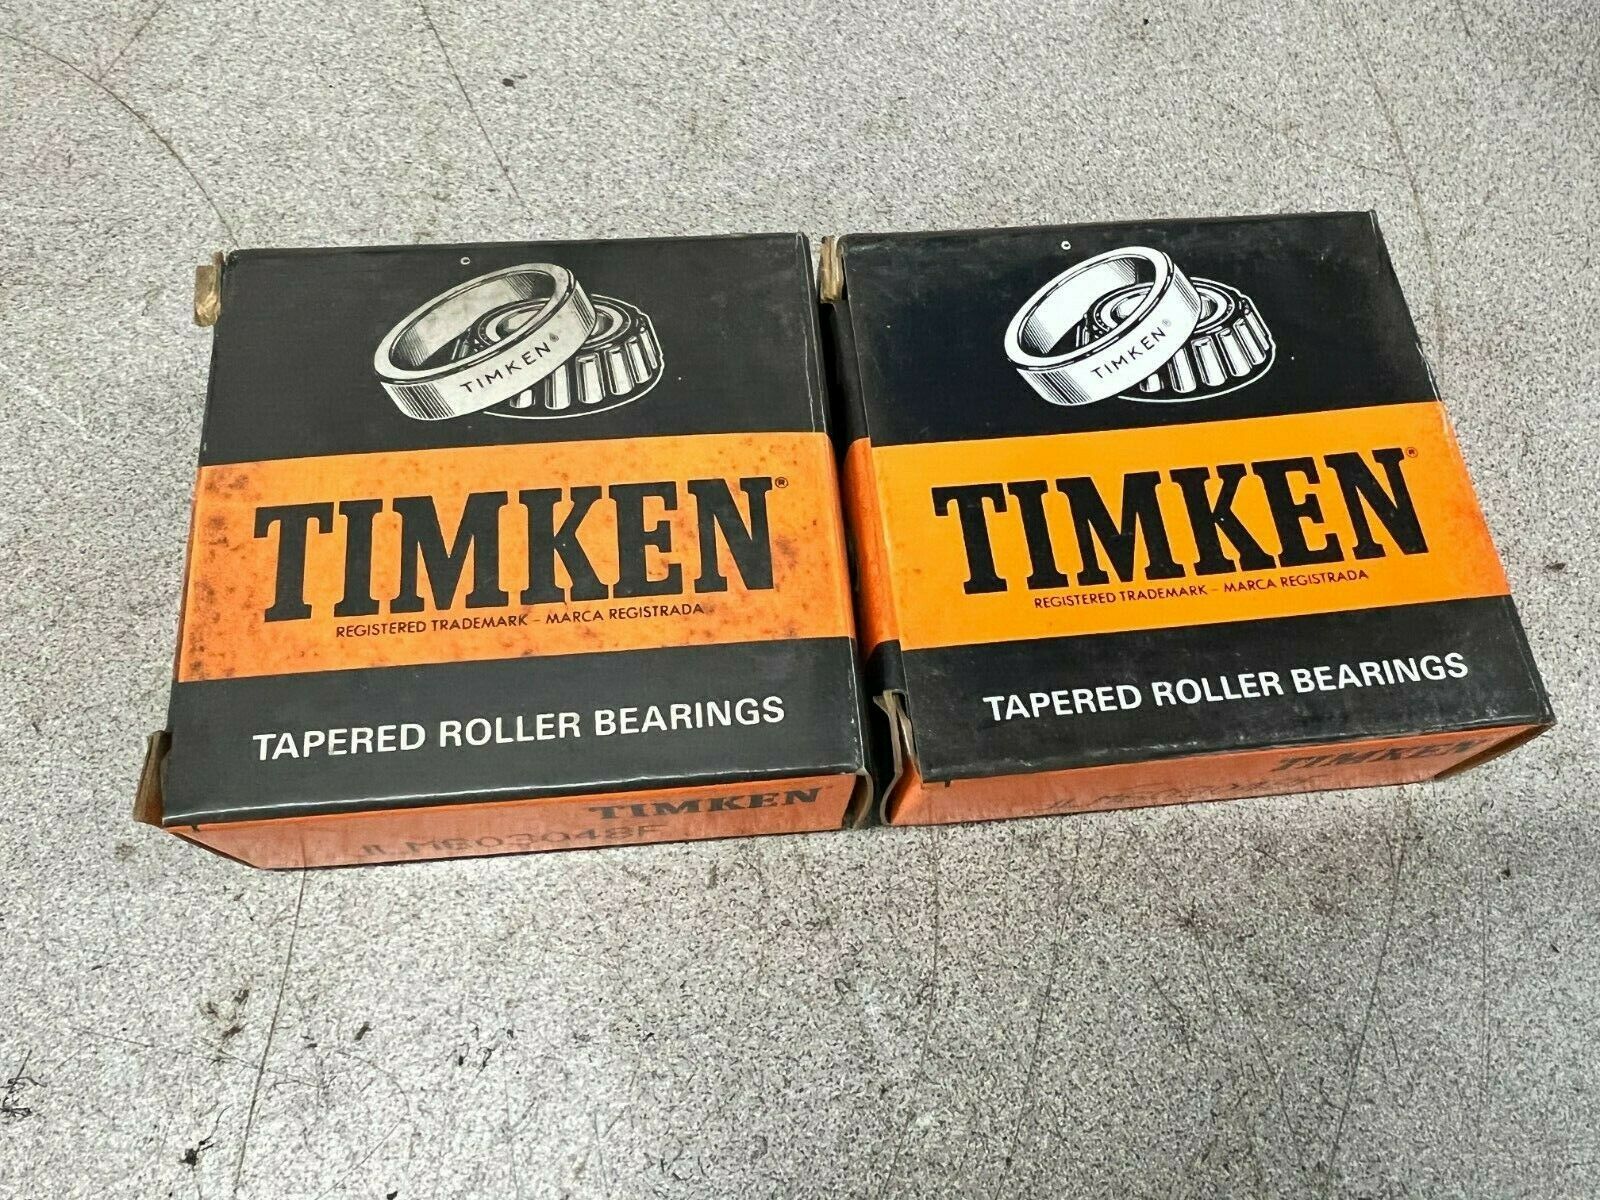 TIMKEN®
TIMKEN®
REGISTERED TRADEMARK – MARCA REGISTRADA
TAPERED ROLLER BEARINGS
TIMKEN
TIMKEN®
TIMKEN®
REGISTERED TRADEMARK – MARCA REGISTRADA
TAPERED ROLLER BEARINGS
TIMKEN